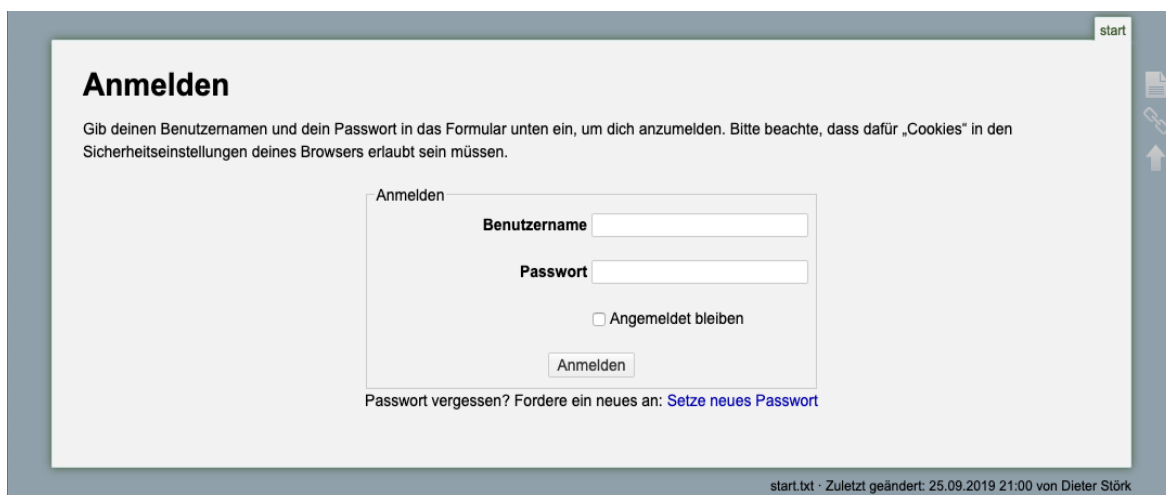 start
Anmelden
Gib deinen Benutzernamen und dein Passwort in das Formular unten ein, um dich anzumelden. Bitte beachte, dass dafür „Cookies“ in den
Sicherheitseinstellungen deines Browsers erlaubt sein müssen.
Anmelden
Benutzername
Passwort
Angemeldet bleiben
Anmelden
Passwort vergessen? Fordere ein neues an: Setze neues Passwort
start.txt · Zuletzt geändert: 25.09.2019 21:00 von Dieter Störk